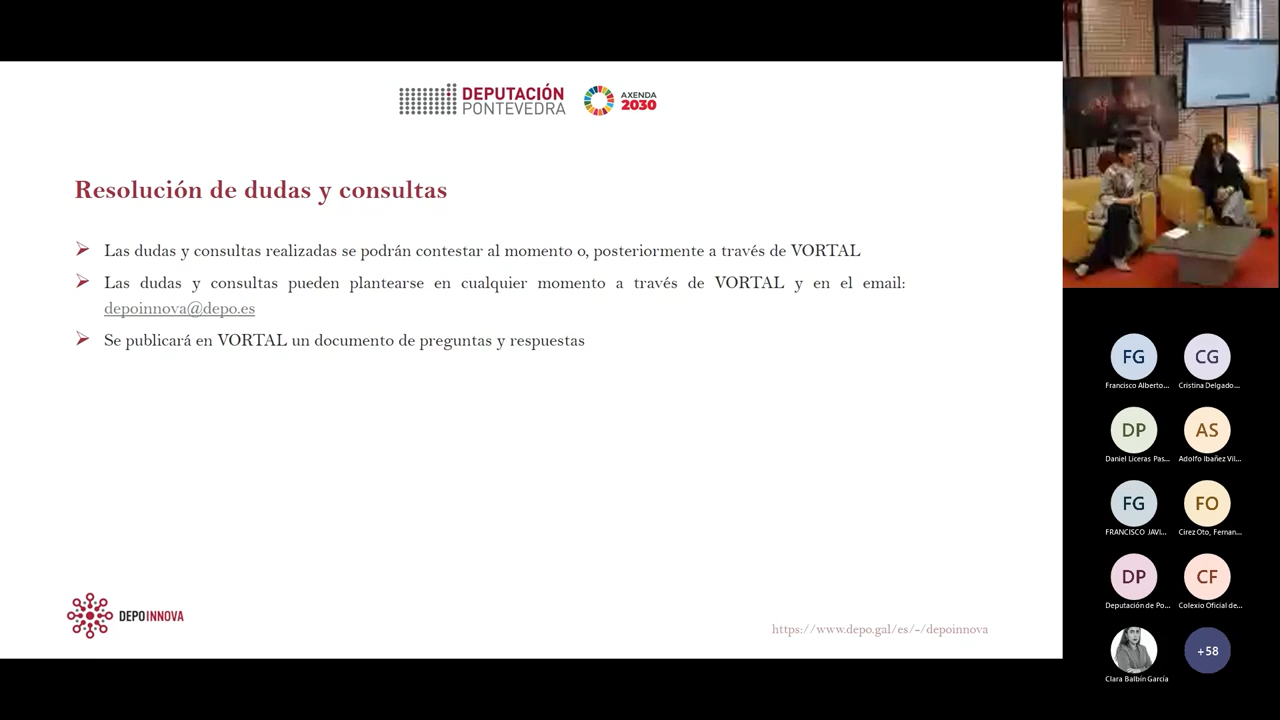 DEPUTACIÓN
PONTEVEDRA
AXENDA
2030
Resolución de dudas y consultas
Las dudas y consultas realizadas se podrán contestar al momento o, posteriormente a través de VORTAL
Las dudas y consultas pueden plantearse en cualquier momento a través de VORTAL y en el email:
depoinnova@depo.es
Se publicará en VORTAL un documento de preguntas y respuestas
DEPOINNOVA
https://www.depo.gal/es/-/depoinnova
FG
CG
Francisco Alberto...
Cristina Delgado...
DP
AS
Daniel Liceras Pas...
Adolfo Ibañez Vil...
FG
FO
FRANCISCO JAVI...
Cirez Oto, Fernan...
DP
CF
Deputación de Po...
Colexio Oficial de...
+58
Clara Balbín García